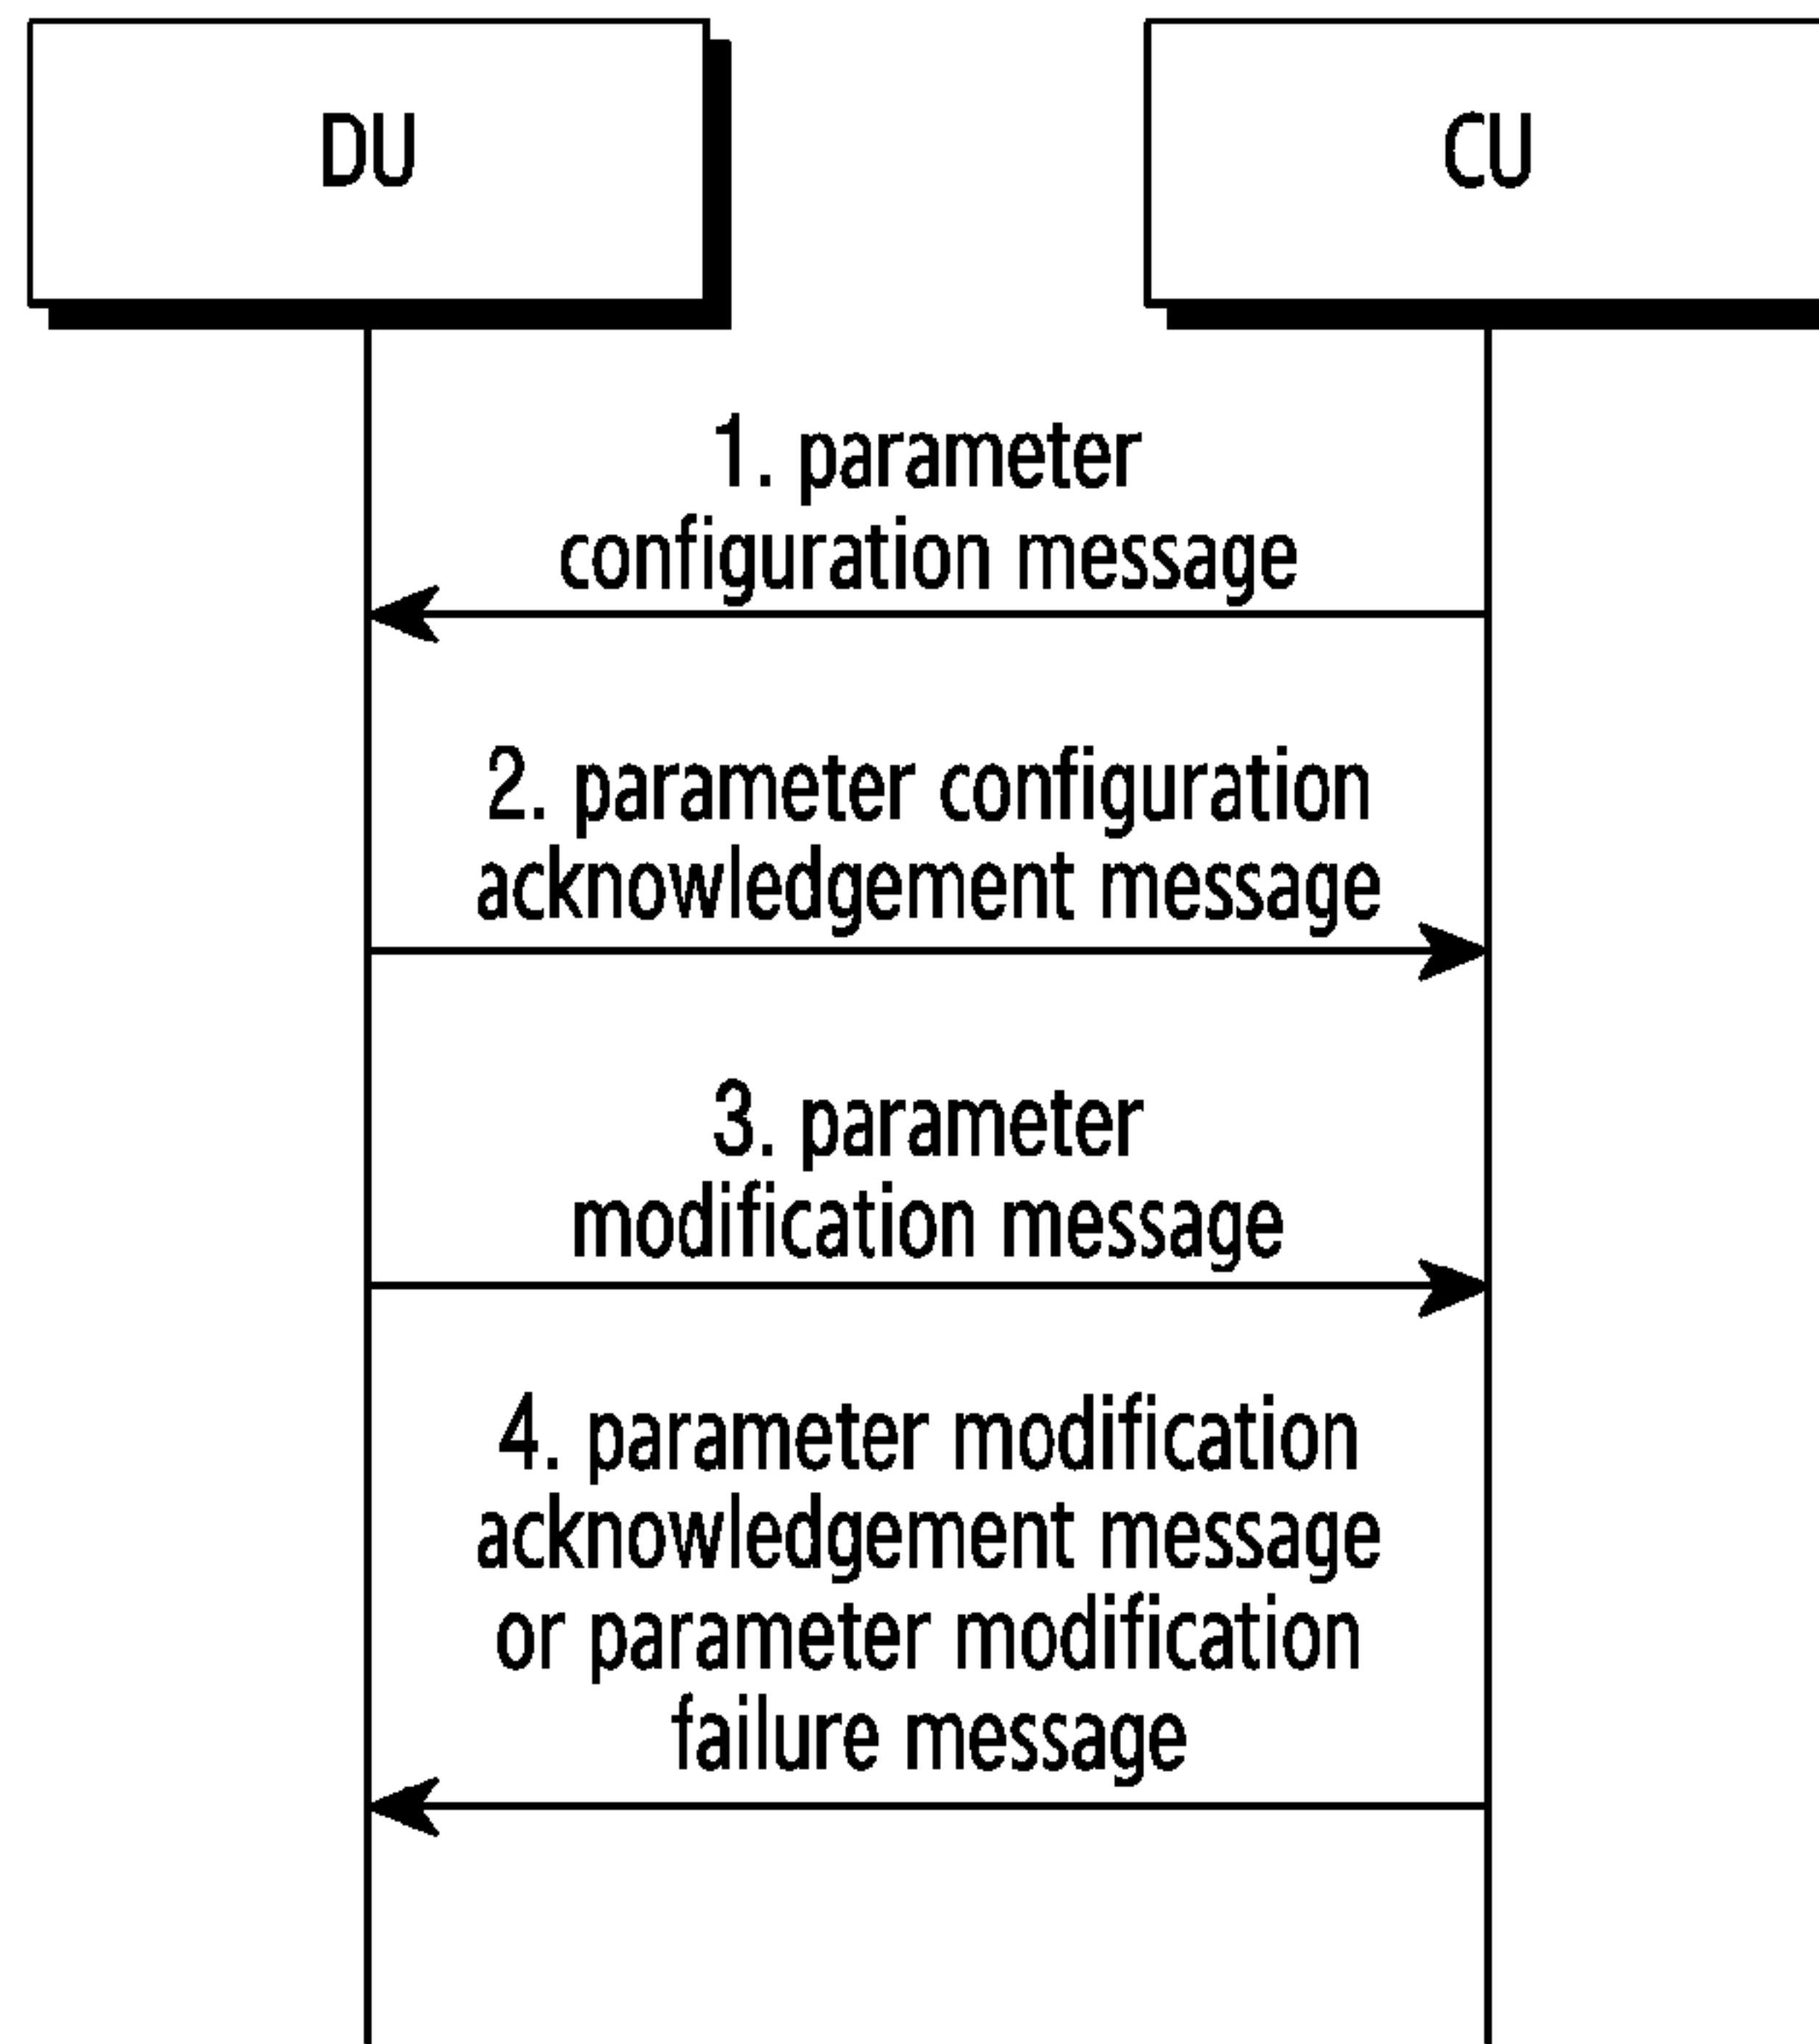 DU
CU
1. parameter
configuration message
2. parameter configuration
acknowledgement message
3. parameter
modification message
4. parameter modification
acknowledgement message
or parameter modification
failure message